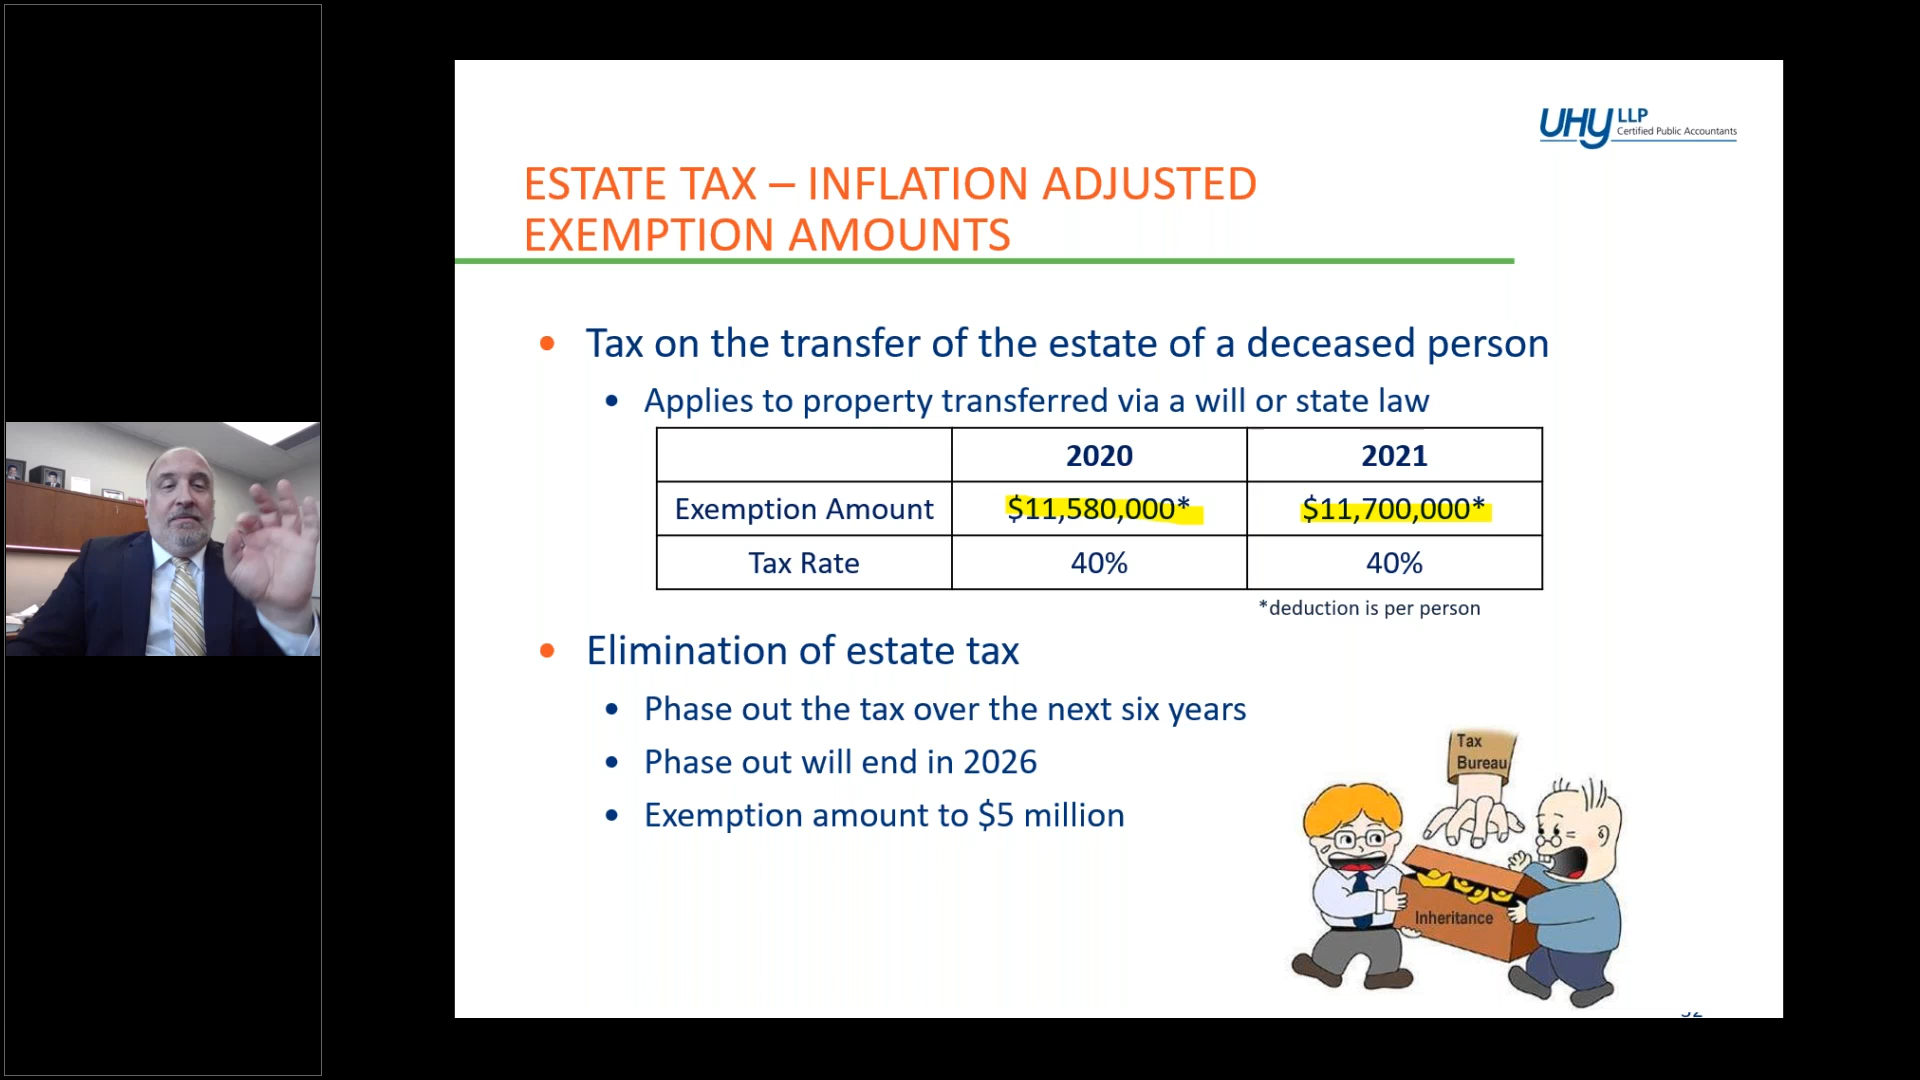 UHY LLP
Certified Public Accountants
ESTATE TAX – INFLATION ADJUSTED
EXEMPTION AMOUNTS
Tax on the transfer of the estate of a deceased person
Applies to property transferred via a will or state law
2020 2021
Exemption Amount $11,580,000* $11,700,000*
Tax Rate 40% 40%
*deduction is per person
Elimination of estate tax
Phase out the tax over the next six years
Phase out will end in 2026
Exemption amount to $5 million
Tax
Bureau
Inheritance